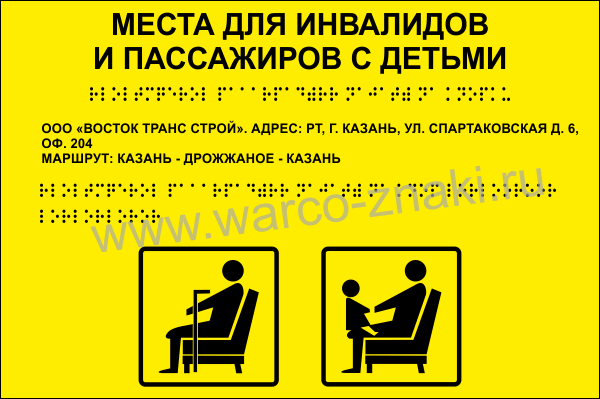 МЕСТА ДЛЯ ИНВАЛИДОВ
И ПАССАЖИРОВ С ДЕТЬМИ
ООО «ВОСТОК ТРАНС СТРОЙ». АДРЕС: РТ, Г. КАЗАНЬ, УЛ. СПАРТАКОВСКАЯ Д. 6,
ОФ. 204
МАРШРУТ: КАЗАНЬ - ДРОЖЖАНОЕ - КАЗАНЬ
www.warco-znaki.ru